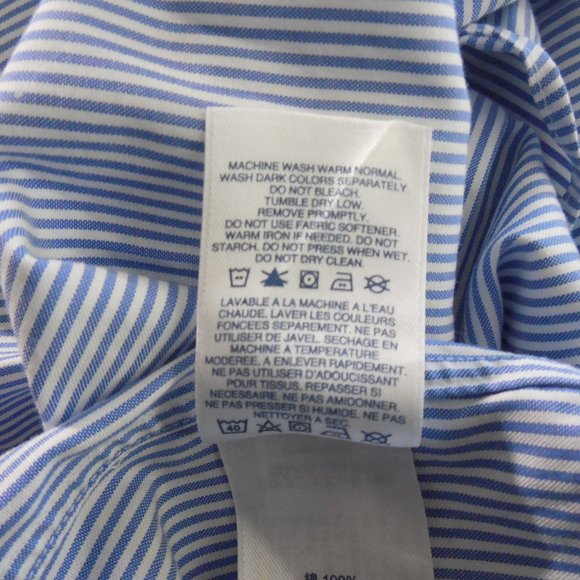 MACHINE WASH WARM NORMAL.
WASH DARK COLORS SEPARATELY.
DO NOT BLEACH.
TUMBLE DRY LOW.
REMOVE PROMPTLY.
DO NOT USE FABRIC SOFTENER.
WARM IRON IF NEEDED. DO NOT
STARCH. DO NOT PRESS WHEN WET.
DO NOT DRY CLEAN.
LAVABLE A LA MACHINE A L'EAU
CHAUDE. LAVER LES COULEURS
FONCEES SEPAREMENT. NE PAS
UTILISER DE JAVEL. SECHAGE EN
MACHINE A TEMPERATURE
MODEREE. A ENLEVER RAPIDEMENT.
NE PAS UTILISER D'ADOUCISSANT
POUR TISSUS. REPASSER SI
NECESSAIRE. NE PAS AMIDONNER.
NE PAS PRESSER SI HUMIDE. NE PAS
NETTOYER A SEC.
40
棉 100%